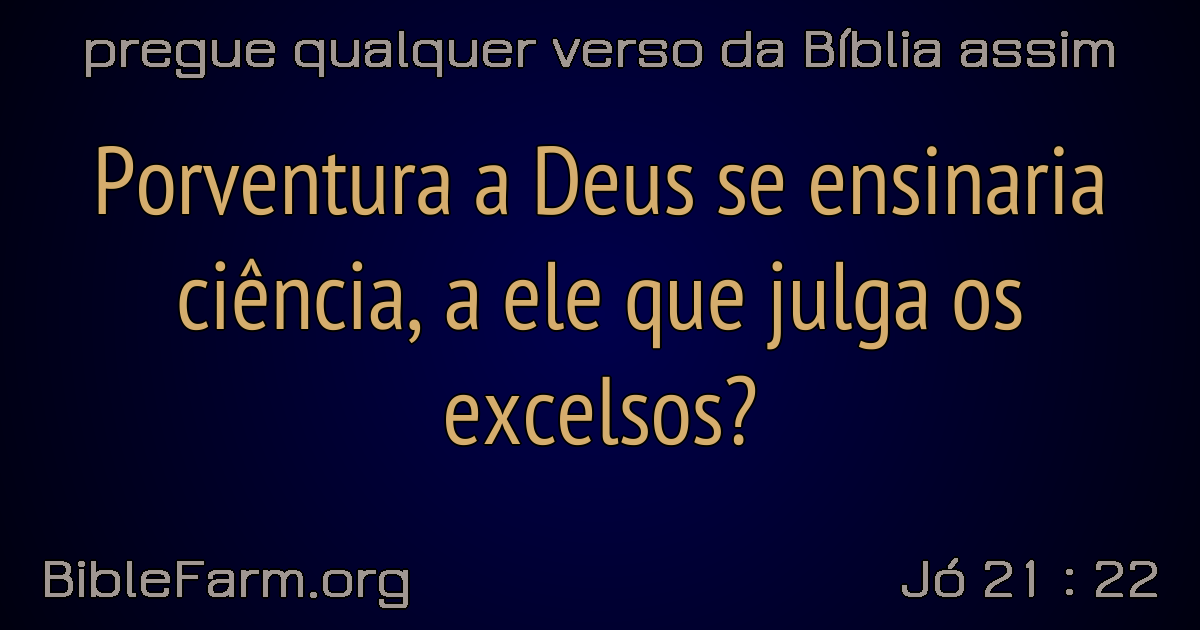 pregue qualquer verso da Bíblia assim
Porventura a Deus se ensinaria
ciência, a ele que julga os
excelsos?
BibleFarm.org
Jó 21 : 22